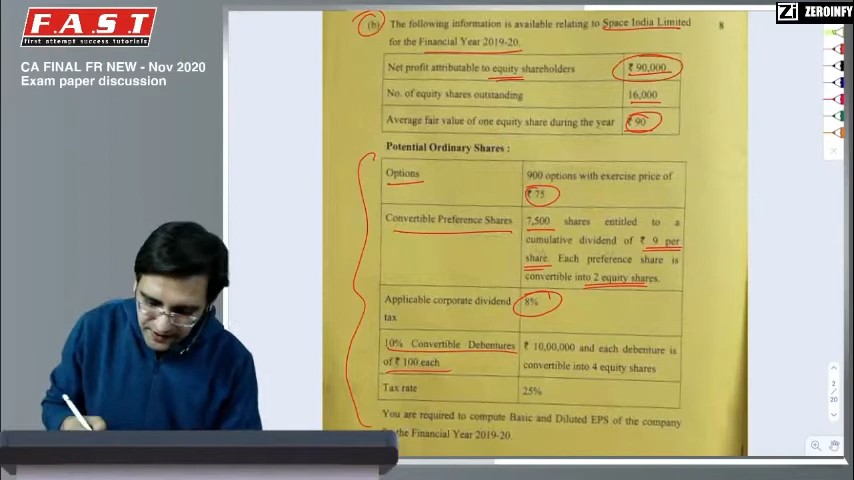 F.A.S.T
first attempt success tutorials
CA FINAL FR NEW - Nov 2020
Exam paper discussion
Zi ZEROINFY
(b) The following information is available relating to Space India Limited 8
for the Financial Year 2019-20.
Net profit attributable to equity shareholders ₹ 90,000
No. of equity shares outstanding 16,000
Average fair value of one equity share during the year ₹ 90
Potential Ordinary Shares :
Options 900 options with exercise price of
₹ 75
Convertible Preference Shares 7,500 shares entitled to a
cumulative dividend of ₹ 9 per
share. Each preference share is
convertible into 2 equity shares.
Applicable corporate dividend 8%
tax
10% Convertible Debentures ₹ 10,00,000 and each debenture is
of ₹ 100 each convertible into 4 equity shares
Tax rate 25%
You are required to compute Basic and Diluted EPS of the company
the Financial Year 2019-20.
2
/
20